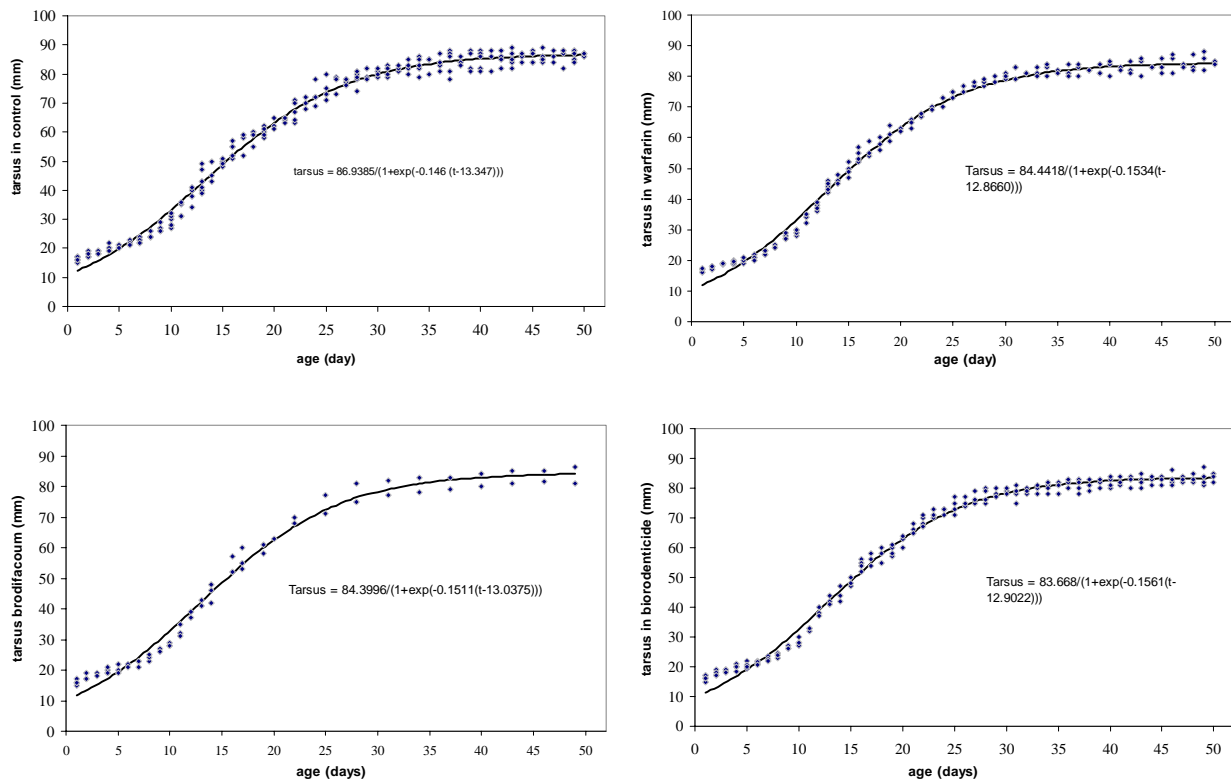 100
90
80
70
60
50
40
30
20
10
0
tarsus in control (mm)
tarsus = 86.9385/(1+exp(-0.146 (t-13.347)))
0 5 10 15 20 25 30 35 40 45 50
age (day)
100
90
80
70
60
50
40
30
20
10
0
tarsus in warfarin (mm)
Tarsus = 84.4418/(1+exp(-0.1534(t-
12.8660)))
0 5 10 15 20 25 30 35 40 45 50
age (day)
100
90
80
70
60
50
40
30
20
10
0
tarsus brodifacoum (mm)
Tarsus = 84.3996/(1+exp(-0.1511(t-13.0375)))
0 5 10 15 20 25 30 35 40 45 50
age (days)
100
90
80
70
60
50
40
30
20
10
0
Tarsus in biorodenticide (mm)
Tarsus = 83.668/(1+exp(-0.1561(t-
12.9022)))
0 5 10 15 20 25 30 35 40 45 50
age (days)